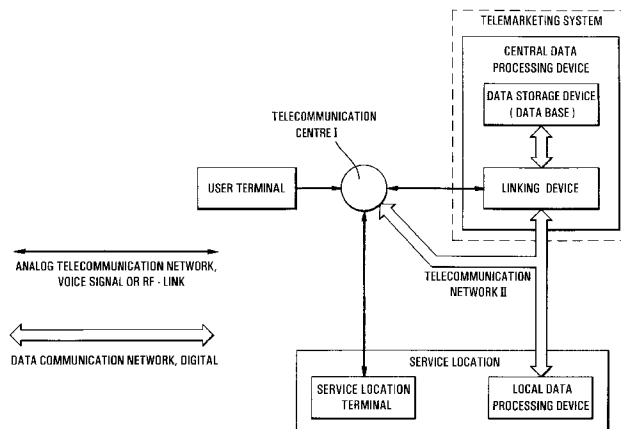 TELEMARKETING SYSTEM
CENTRAL DATA
PROCESSING DEVICE
DATA STORAGE DEVICE
( DATA BASE )
TELECOMMUNICATION
CENTRE I
USER TERMINAL
LINKING DEVICE
ANALOG TELECOMMUNICATION NETWORK,
VOICE SIGNAL OR RF - LINK
TELECOMMUNICATION
NETWORK II
DATA COMMUNICATION NETWORK, DIGITAL
SERVICE LOCATION
SERVICE LOCATION
TERMINAL
LOCAL DATA
PROCESSING DEVICE